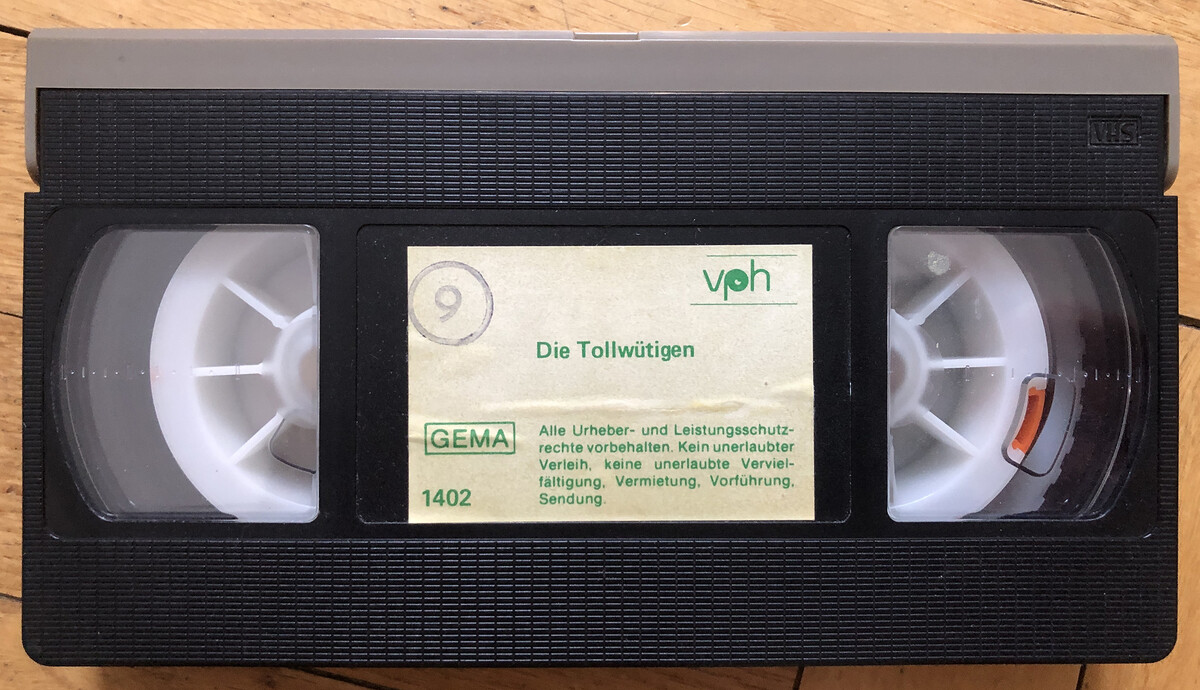 VHS
9
vph
Die Tollwütigen
GEMA
Alle Urheber- und Leistungsschutz-
rechte vorbehalten. Kein unerlaubter
Verleih, keine unerlaubte Verviel-
fältigung, Vermietung, Vorführung,
Sendung.
1402